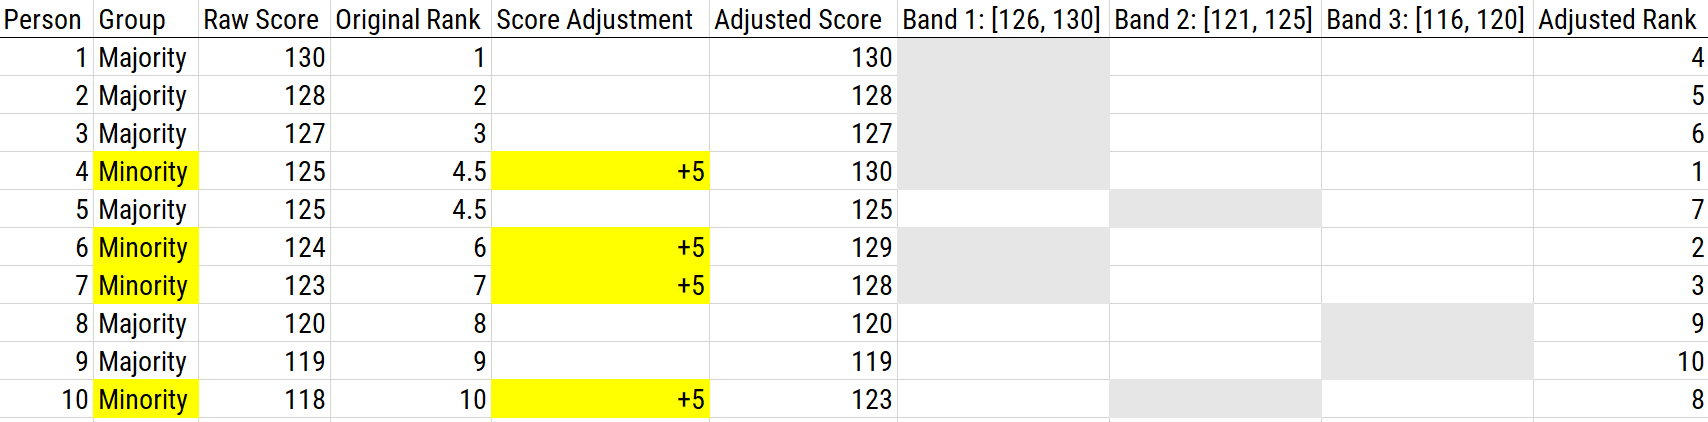 Person Group Raw Score Original Rank Score Adjustment Adjusted Score Band 1: [126, 130] Band 2: [121, 125] Band 3: [116, 120] Adjusted Rank
1 Majority 130 1 130 4
2 Majority 128 2 128 5
3 Majority 127 3 127 6
4 Minority 125 4.5 +5 130 1
5 Majority 125 4.5 125 7
6 Minority 124 6 +5 129 2
7 Minority 123 7 +5 128 3
8 Majority 120 8 120 9
9 Majority 119 9 119 10
10 Minority 118 10 +5 123 8